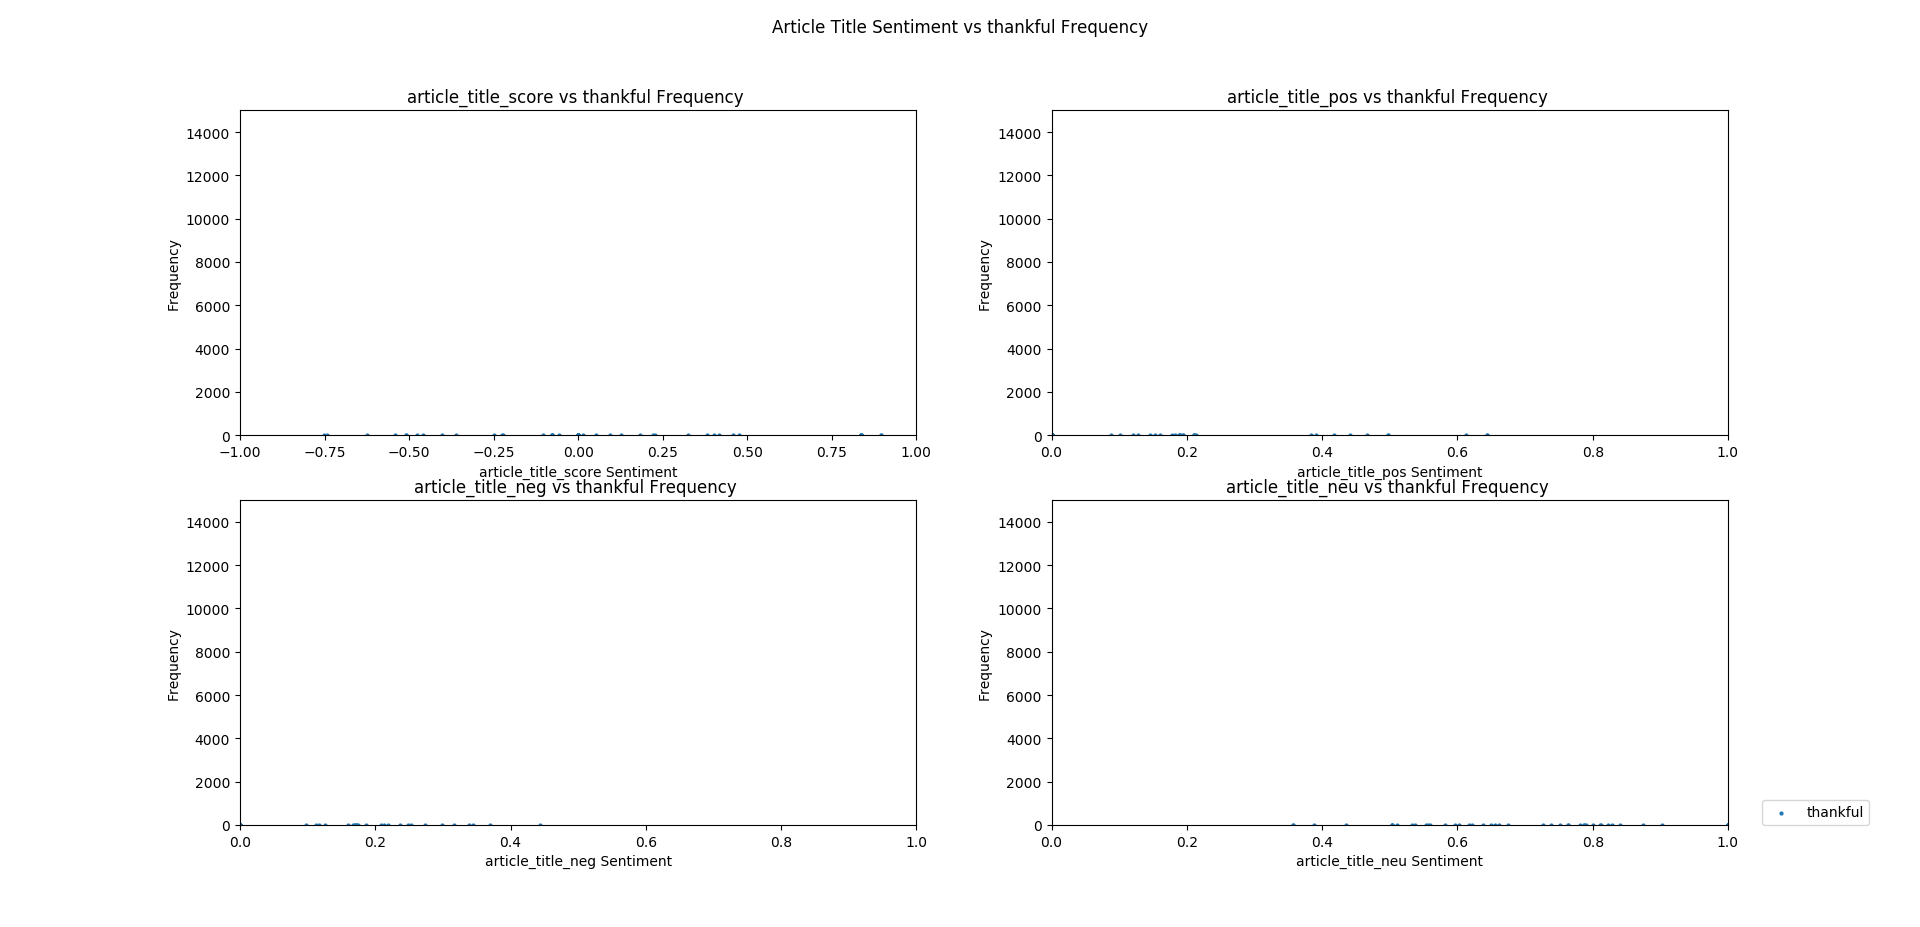 Article Title Sentiment vs thankful Frequency
article_title_score vs thankful Frequency
14000
12000
10000
8000
6000
4000
2000
0
Frequency
−1.00 −0.75 −0.50 −0.25 0.00 0.25 0.50 0.75 1.00
article_title_score Sentiment
article_title_pos vs thankful Frequency
14000
12000
10000
8000
6000
4000
2000
0
Frequency
0.0 0.2 0.4 0.6 0.8 1.0
article_title_pos Sentiment
article_title_neg vs thankful Frequency
14000
12000
10000
8000
6000
4000
2000
0
Frequency
0.0 0.2 0.4 0.6 0.8 1.0
article_title_neg Sentiment
article_title_neu vs thankful Frequency
14000
12000
10000
8000
6000
4000
2000
0
Frequency
0.0 0.2 0.4 0.6 0.8 1.0
article_title_neu Sentiment
thankful